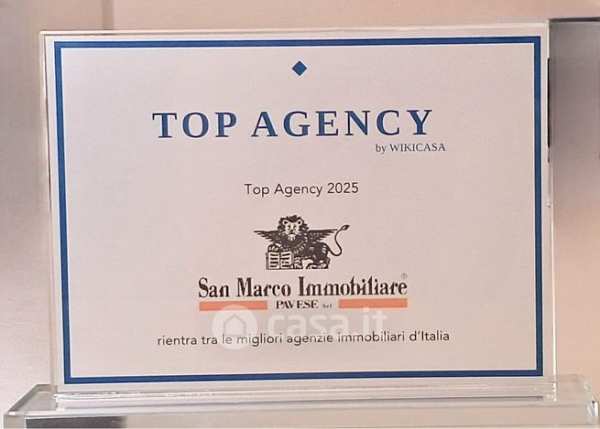 TOP AGENCY
by WIKICASA
Top Agency 2025
San Marco Immobiliare®
PAVESE Srl
casa.it
rientra tra le migliori agenzie immobiliari d'Italia